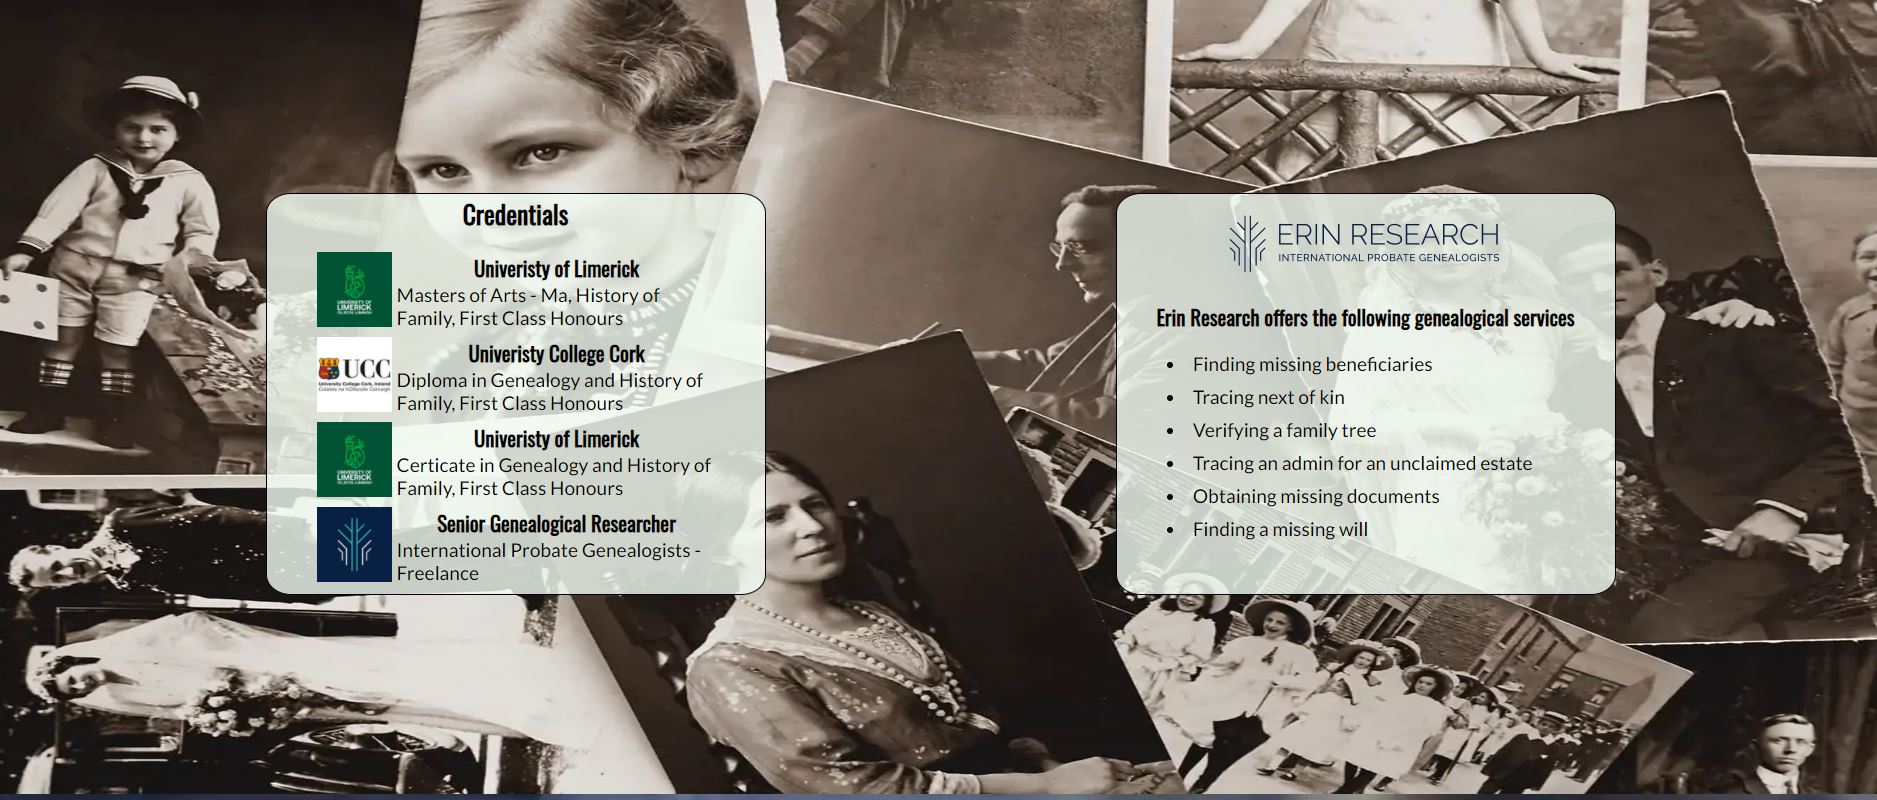 Credentials
UNIVERSITY OF
LIMERICK
OLLSCOIL LUIMNIGH
Univeristy of Limerick
Masters of Arts - Ma, History of
Family, First Class Honours
UCC
University College Cork, Ireland
Coláiste na hOllscoile Corcaigh
Univeristy College Cork
Diploma in Genealogy and History of
Family, First Class Honours
UNIVERSITY OF
LIMERICK
OLLSCOIL LUIMNIGH
Univeristy of Limerick
Certicate in Genealogy and History of
Family, First Class Honours
Senior Genealogical Researcher
International Probate Genealogists -
Freelance
ERIN RESEARCH
INTERNATIONAL PROBATE GENEALOGISTS
Erin Research offers the following genealogical services
• Finding missing beneficiaries
• Tracing next of kin
• Verifying a family tree
• Tracing an admin for an unclaimed estate
• Obtaining missing documents
• Finding a missing will